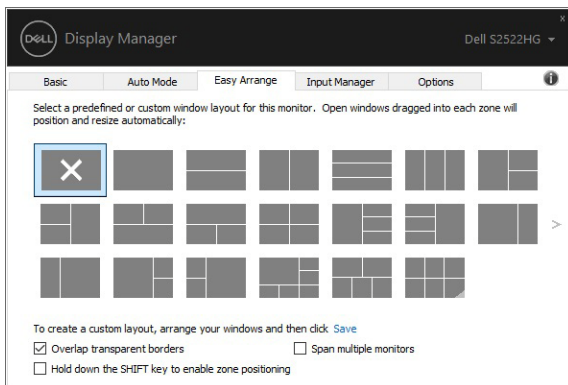 x
DELL Display Manager Dell S2522HG
Basic Auto Mode Easy Arrange Input Manager Options i
Select a predefined or custom window layout for this monitor. Open windows dragged into each zone will
position and resize automatically:
>
To create a custom layout, arrange your windows and then click Save
Overlap transparent borders Span multiple monitors
Hold down the SHIFT key to enable zone positioning